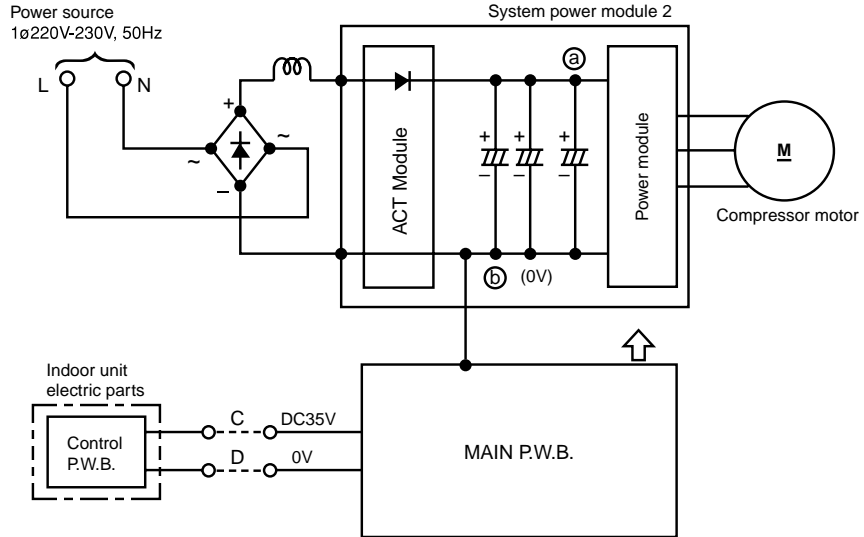 Power source
1ø220V-230V, 50Hz
System power module 2
L
N
+
~
~
−
ACT Module
a
+
+
+
−
−
−
Power module
M
Compressor motor
b
(0V)
Indoor unit
electric parts
Control
P.W.B.
C
DC35V
D
0V
MAIN P.W.B.